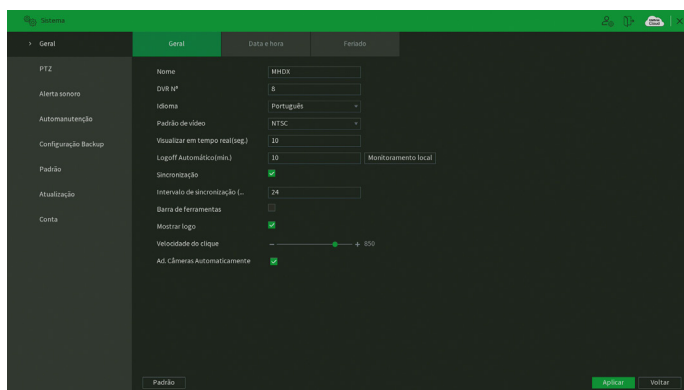 Sistema
> Geral
PTZ
Alerta sonoro
Automanutenção
Configuração Backup
Padrão
Atualização
Conta
Geral Data e hora Feriado
Nome MHDX
DVR Nº 8
Idioma Português
Padrão de vídeo NTSC
Visualizar em tempo real(seg.) 10
Logoff Automático(min.) 10 Monitoramento local
Sincronização
Intervalo de sincronização (... 24
Barra de ferramentas
Mostrar logo
Velocidade do clique − + 850
Ad. Câmeras Automaticamente
Padrão Aplicar Voltar